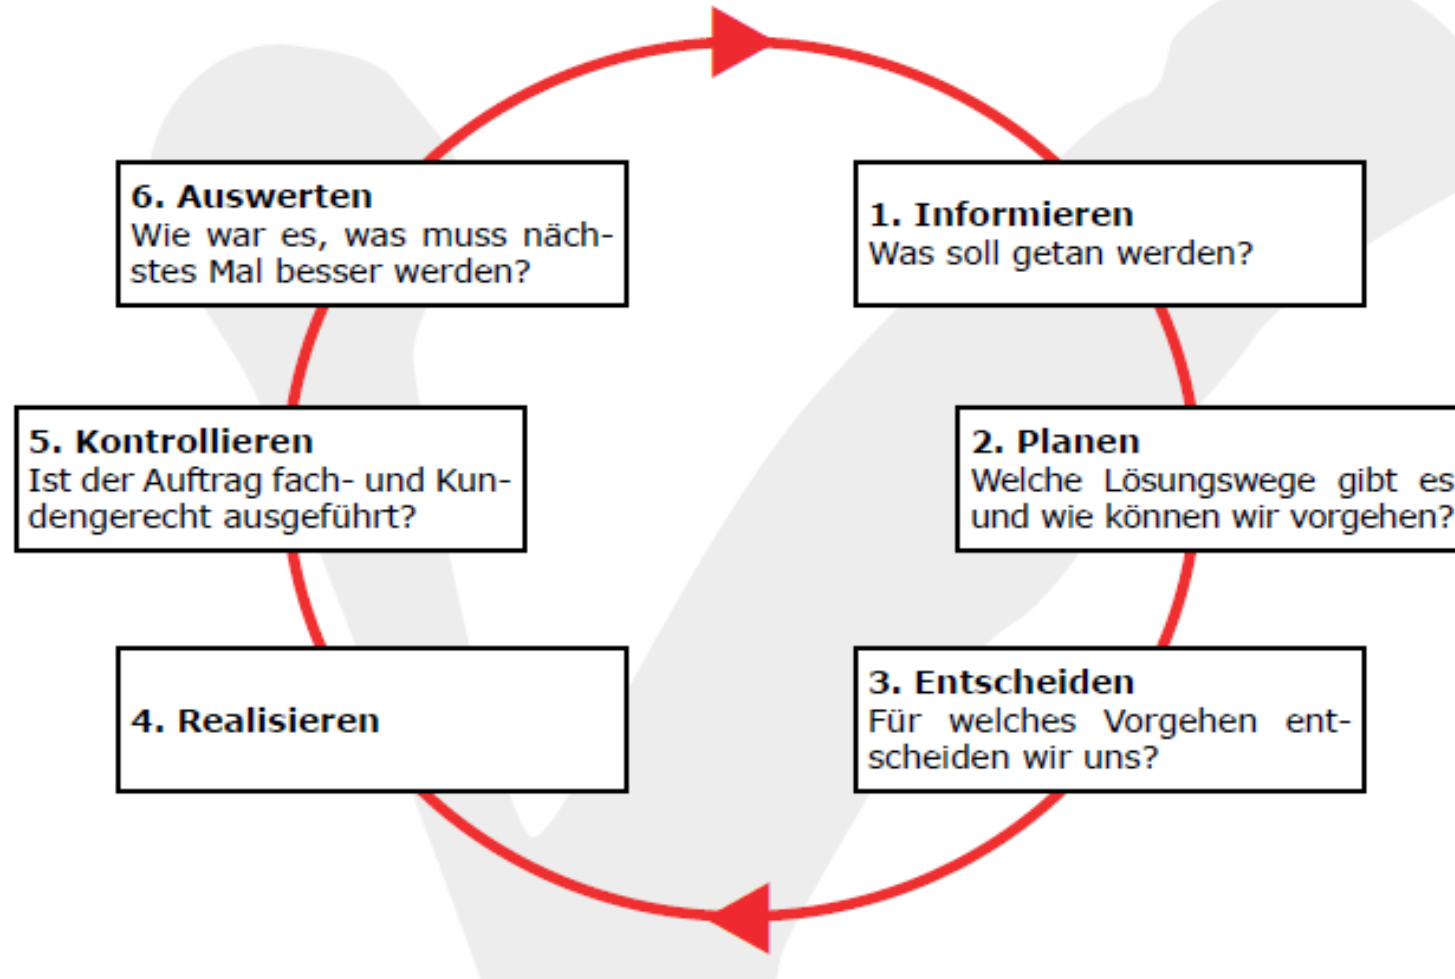 6. Auswerten
Wie war es, was muss näch-
stes Mal besser werden?
1. Informieren
Was soll getan werden?
5. Kontrollieren
Ist der Auftrag fach- und Kun-
dengerecht ausgeführt?
2. Planen
Welche Lösungswege gibt es
und wie können wir vorgehen?
4. Realisieren
3. Entscheiden
Für welches Vorgehen ent-
scheiden wir uns?